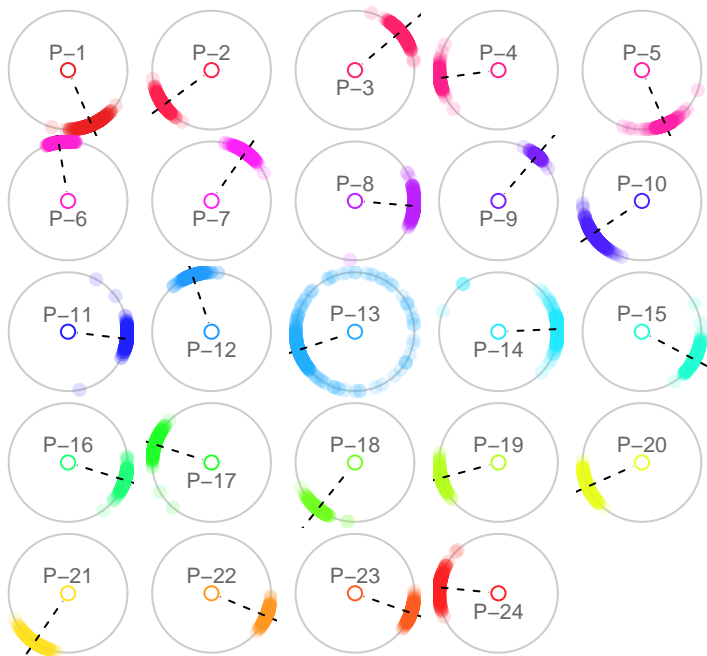 P–1 P–2 P–3 P–4 P–5
P–6 P–7 P–8 P–9 P–10
P–11 P–12 P–13 P–14 P–15
P–16 P–17 P–18 P–19 P–20
P–21 P–22 P–23 P–24